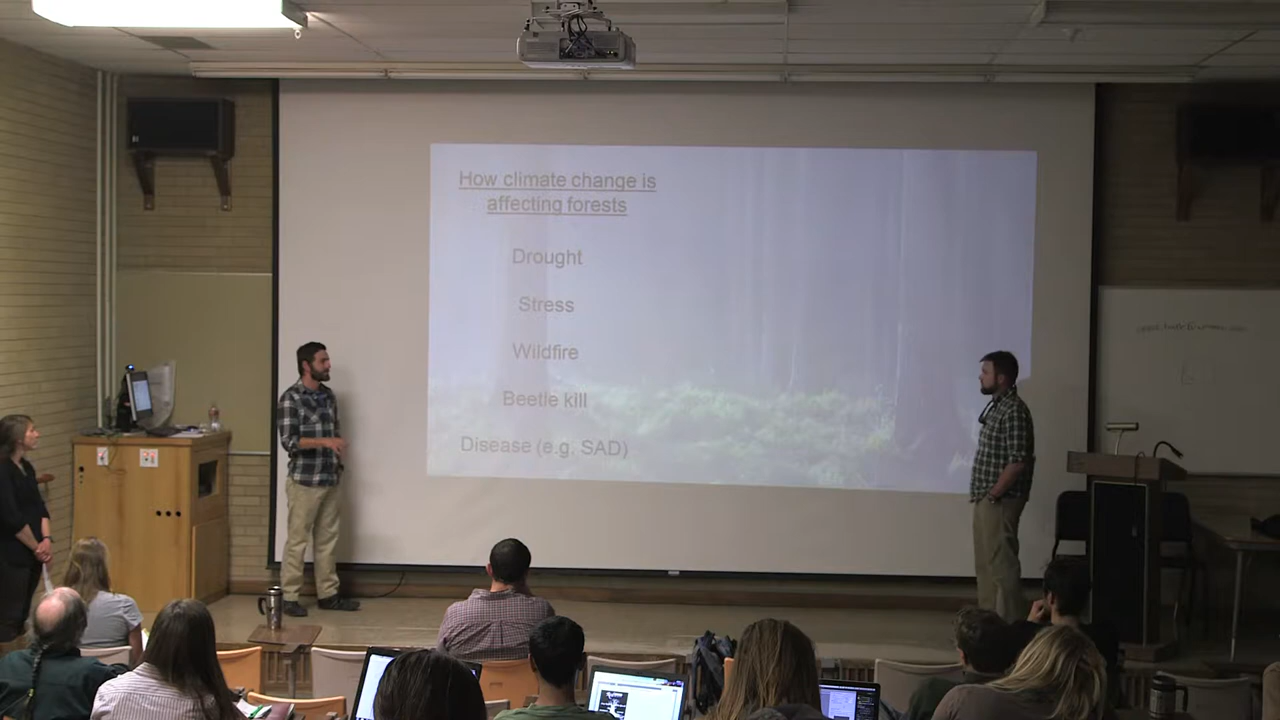 How climate change is
affecting forests
Drought
Stress
Wildfire
Beetle kill
Disease (e.g. SAD)